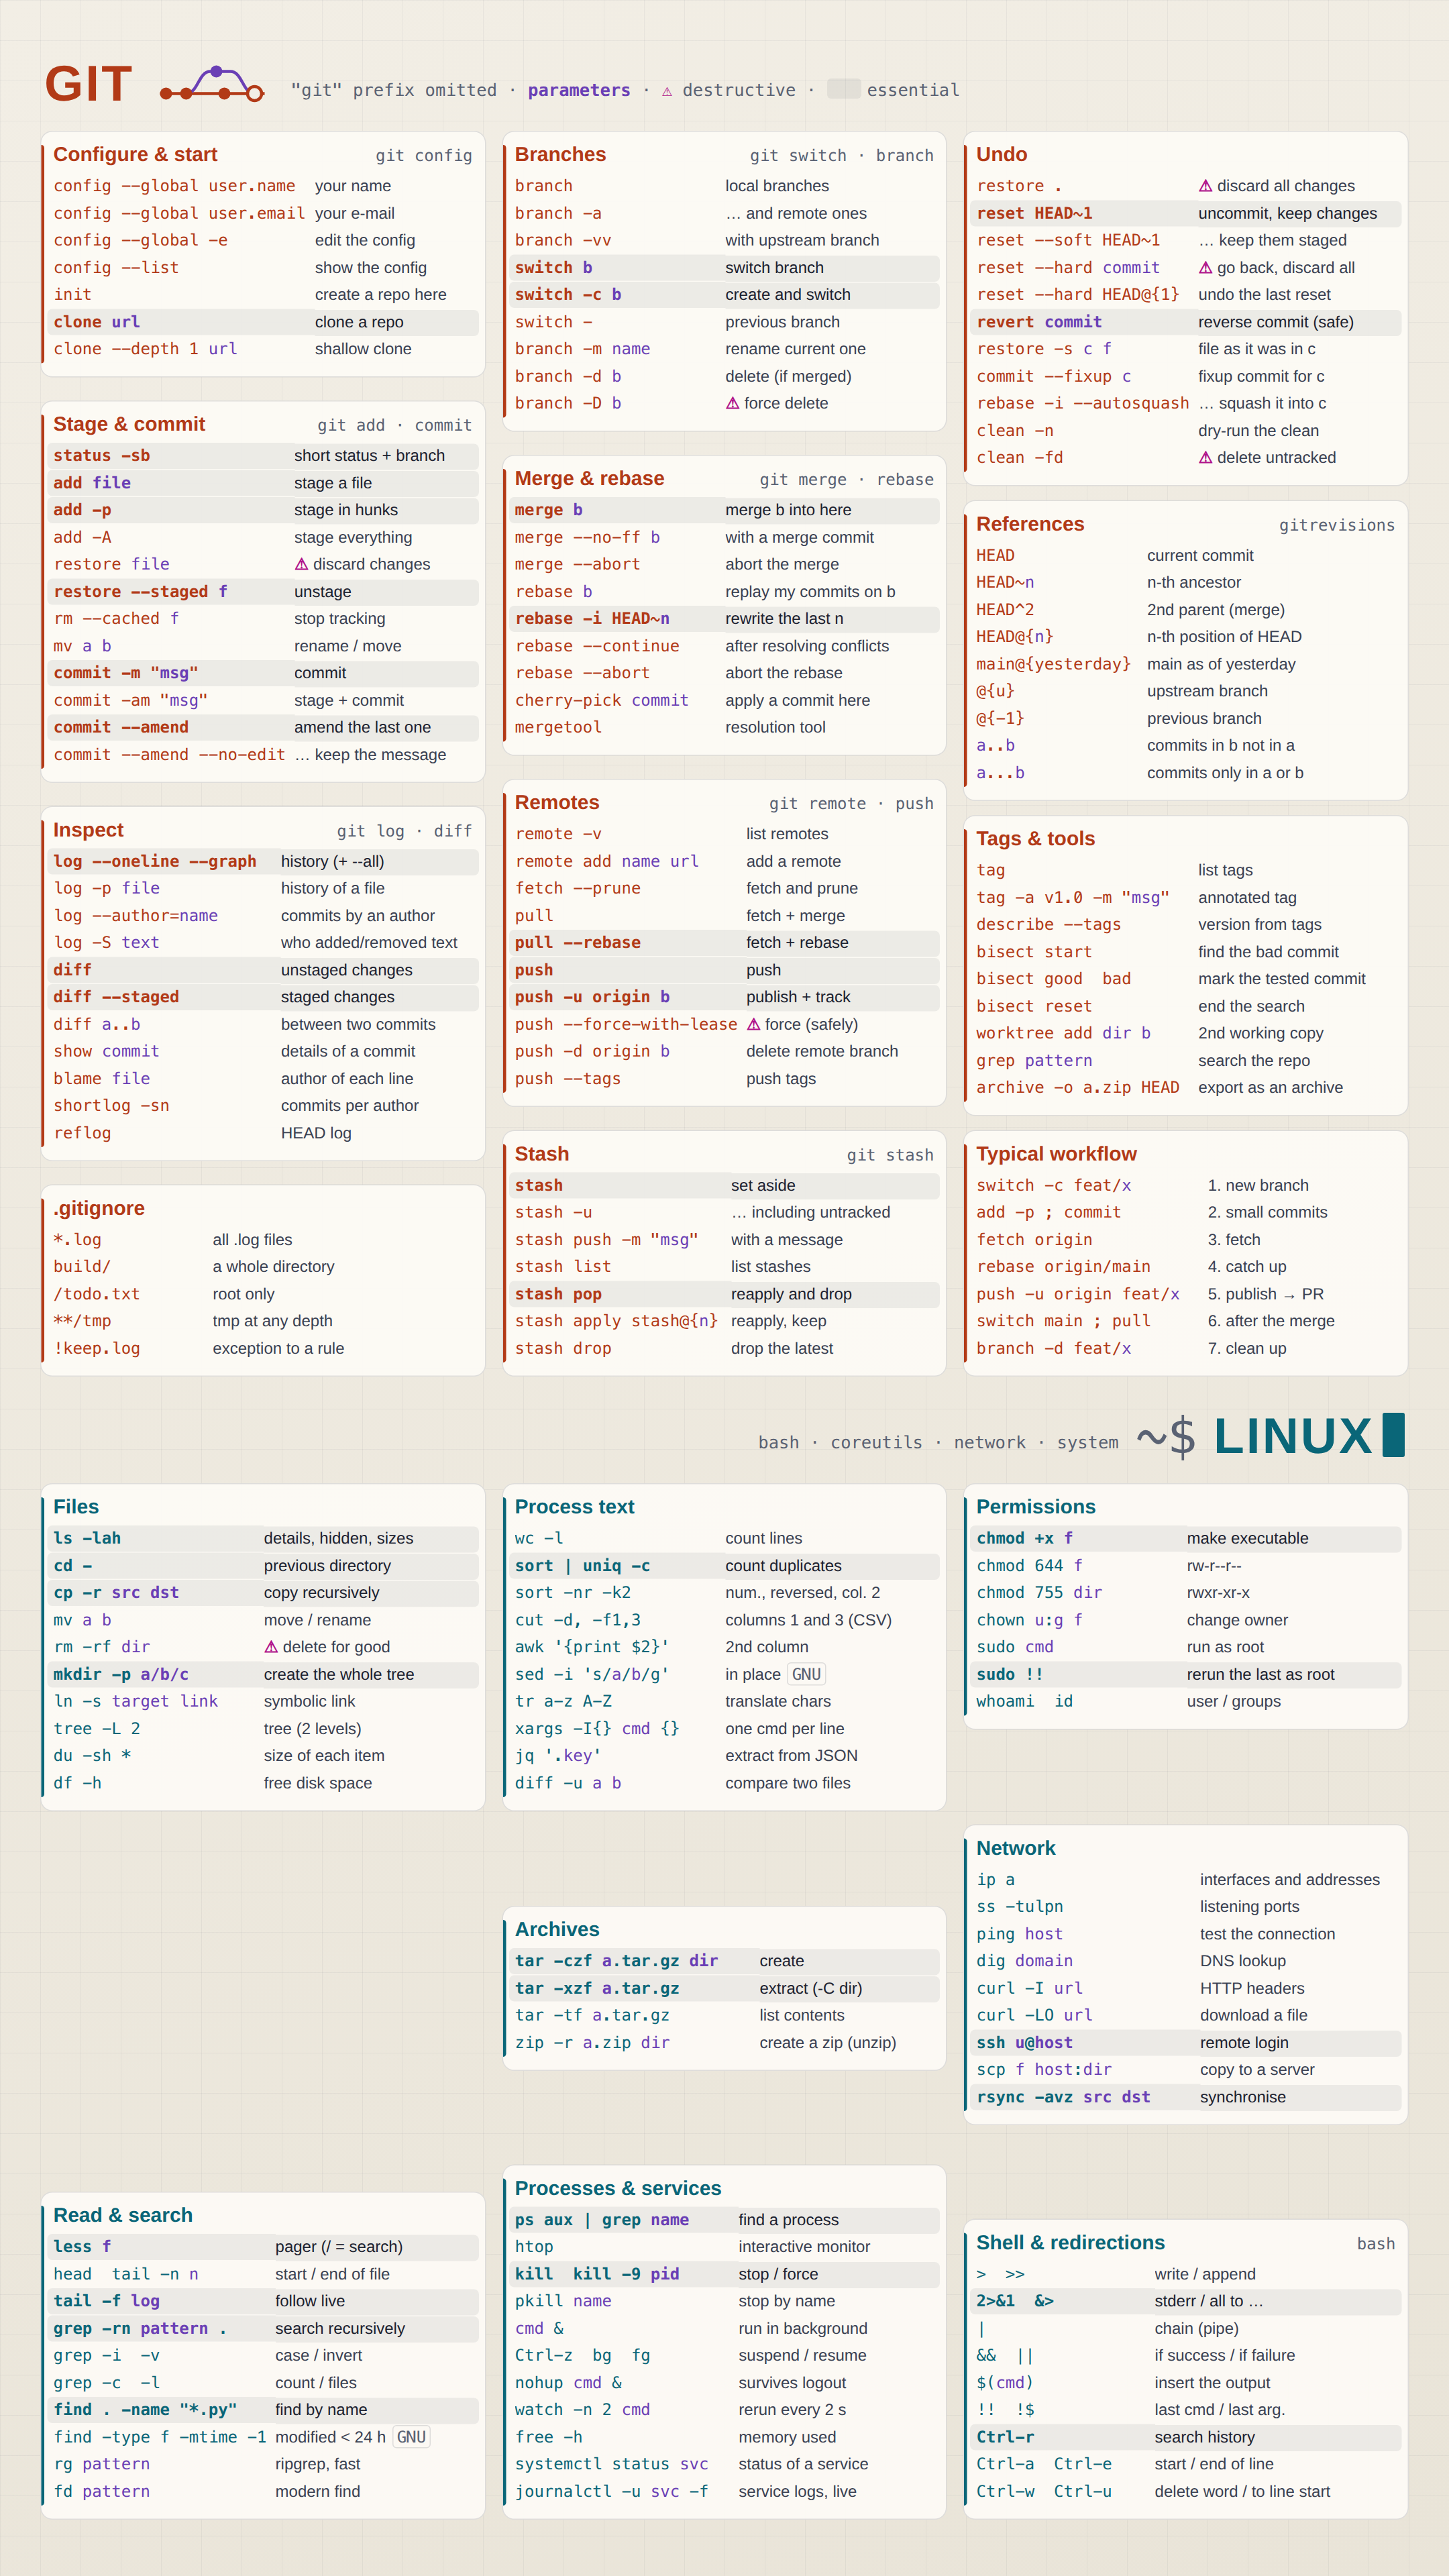 GIT "git" prefix omitted · parameters · ⚠ destructive · essential
Configure & start git config
config --global user.name your name
config --global user.email your e-mail
config --global -e edit the config
config --list show the config
init create a repo here
clone url clone a repo
clone --depth 1 url shallow clone
Stage & commit git add · commit
status -sb short status + branch
add file stage a file
add -p stage in hunks
add -A stage everything
restore file ⚠ discard changes
restore --staged f unstage
rm --cached f stop tracking
mv a b rename / move
commit -m "msg" commit
commit -am "msg" stage + commit
commit --amend amend the last one
commit --amend --no-edit … keep the message
Inspect git log · diff
log --oneline --graph history (+ --all)
log -p file history of a file
log --author=name commits by an author
log -S text who added/removed text
diff unstaged changes
diff --staged staged changes
diff a..b between two commits
show commit details of a commit
blame file author of each line
shortlog -sn commits per author
reflog HEAD log
.gitignore
*.log all .log files
build/ a whole directory
/todo.txt root only
**/tmp tmp at any depth
!keep.log exception to a rule
Branches git switch · branch
branch local branches
branch -a … and remote ones
branch -vv with upstream branch
switch b switch branch
switch -c b create and switch
switch - previous branch
branch -m name rename current one
branch -d b delete (if merged)
branch -D b ⚠ force delete
Merge & rebase git merge · rebase
merge b merge b into here
merge --no-ff b with a merge commit
merge --abort abort the merge
rebase b replay my commits on b
rebase -i HEAD~n rewrite the last n
rebase --continue after resolving conflicts
rebase --abort abort the rebase
cherry-pick commit apply a commit here
mergetool resolution tool
Remotes git remote · push
remote -v list remotes
remote add name url add a remote
fetch --prune fetch and prune
pull fetch + merge
pull --rebase fetch + rebase
push push
push -u origin b publish + track
push --force-with-lease ⚠ force (safely)
push -d origin b delete remote branch
push --tags push tags
Stash git stash
stash set aside
stash -u … including untracked
stash push -m "msg" with a message
stash list list stashes
stash pop reapply and drop
stash apply stash@{n} reapply, keep
stash drop drop the latest
Undo
restore . ⚠ discard all changes
reset HEAD~1 uncommit, keep changes
reset --soft HEAD~1 … keep them staged
reset --hard commit ⚠ go back, discard all
reset --hard HEAD@{1} undo the last reset
revert commit reverse commit (safe)
restore -s c f file as it was in c
commit --fixup c fixup commit for c
rebase -i --autosquash … squash it into c
clean -n dry-run the clean
clean -fd ⚠ delete untracked
References gitrevisions
HEAD current commit
HEAD~n n-th ancestor
HEAD^2 2nd parent (merge)
HEAD@{n} n-th position of HEAD
main@{yesterday} main as of yesterday
@{u} upstream branch
@{-1} previous branch
a..b commits in b not in a
a...b commits only in a or b
Tags & tools
tag list tags
tag -a v1.0 -m "msg" annotated tag
describe --tags version from tags
bisect start find the bad commit
bisect good bad mark the tested commit
bisect reset end the search
worktree add dir b 2nd working copy
grep pattern search the repo
archive -o a.zip HEAD export as an archive
Typical workflow
switch -c feat/x 1. new branch
add -p ; commit 2. small commits
fetch origin 3. fetch
rebase origin/main 4. catch up
push -u origin feat/x 5. publish → PR
switch main ; pull 6. after the merge
branch -d feat/x 7. clean up
bash · coreutils · network · system ~$ LINUX
Files
ls -lah details, hidden, sizes
cd - previous directory
cp -r src dst copy recursively
mv a b move / rename
rm -rf dir ⚠ delete for good
mkdir -p a/b/c create the whole tree
ln -s target link symbolic link
tree -L 2 tree (2 levels)
du -sh * size of each item
df -h free disk space
Read & search
less f pager (/ = search)
head tail -n n start / end of file
tail -f log follow live
grep -rn pattern . search recursively
grep -i -v case / invert
grep -c -l count / files
find . -name "*.py" find by name
find -type f -mtime -1 modified < 24 h GNU
rg pattern ripgrep, fast
fd pattern modern find
Process text
wc -l count lines
sort | uniq -c count duplicates
sort -nr -k2 num., reversed, col. 2
cut -d, -f1,3 columns 1 and 3 (CSV)
awk '{print $2}' 2nd column
sed -i 's/a/b/g' in place GNU
tr a-z A-Z translate chars
xargs -I{} cmd {} one cmd per line
jq '.key' extract from JSON
diff -u a b compare two files
Archives
tar -czf a.tar.gz dir create
tar -xzf a.tar.gz extract (-C dir)
tar -tf a.tar.gz list contents
zip -r a.zip dir create a zip (unzip)
Processes & services
ps aux | grep name find a process
htop interactive monitor
kill kill -9 pid stop / force
pkill name stop by name
cmd & run in background
Ctrl-z bg fg suspend / resume
nohup cmd & survives logout
watch -n 2 cmd rerun every 2 s
free -h memory used
systemctl status svc status of a service
journalctl -u svc -f service logs, live
Permissions
chmod +x f make executable
chmod 644 f rw-r--r--
chmod 755 dir rwxr-xr-x
chown u:g f change owner
sudo cmd run as root
sudo !! rerun the last as root
whoami id user / groups
Network
ip a interfaces and addresses
ss -tulpn listening ports
ping host test the connection
dig domain DNS lookup
curl -I url HTTP headers
curl -LO url download a file
ssh u@host remote login
scp f host:dir copy to a server
rsync -avz src dst synchronise
Shell & redirections bash
> >> write / append
2>&1 &> stderr / all to …
| chain (pipe)
&& || if success / if failure
$(cmd) insert the output
!! !$ last cmd / last arg.
Ctrl-r search history
Ctrl-a Ctrl-e start / end of line
Ctrl-w Ctrl-u delete word / to line start